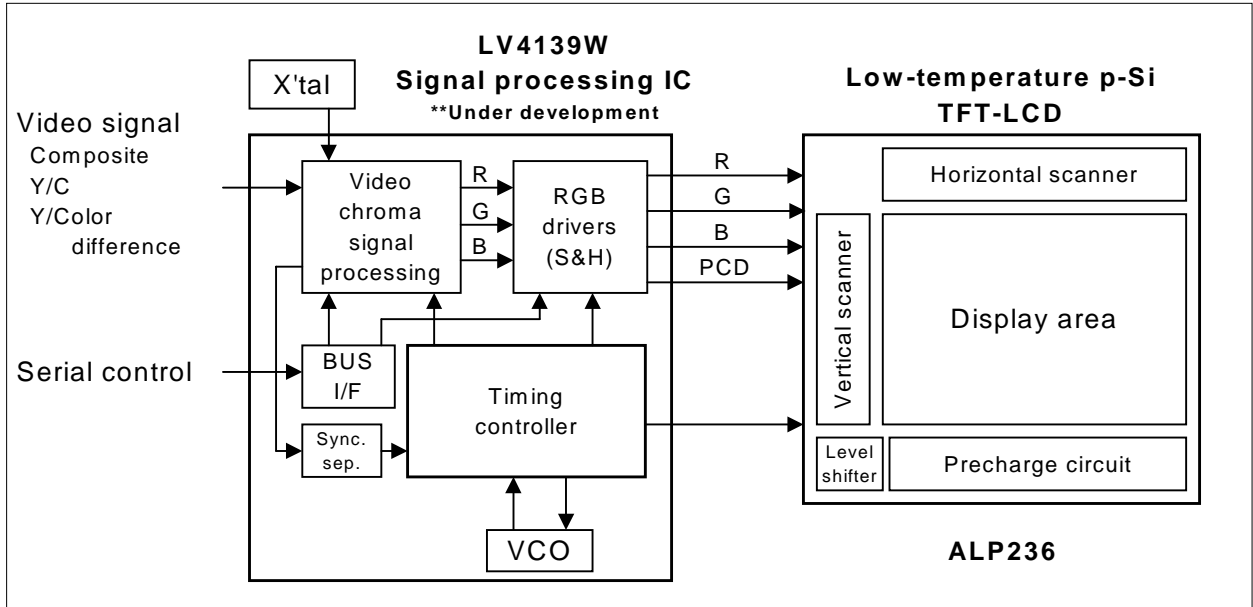 LV4139W
Signal processing IC
**Under development
Low-temperature p-Si
TFT-LCD
X'tal
Video signal
Composite
Y/C
Y/Color
difference
Video
chroma
signal
processing
R
G
B
RGB
drivers
(S&H)
R
G
B
PCD
Horizontal scanner
Vertical scanner
Display area
Serial control
BUS
I/F
Timing
controller
Sync.
sep.
Level
shifter
Precharge circuit
VCO
ALP236